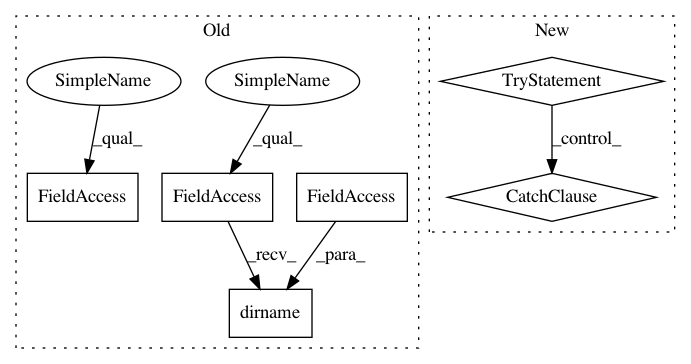 Old
New
SimpleName
SimpleName
TryStatement
_qual_
_qual_
_control_
FieldAccess
FieldAccess
FieldAccess
CatchClause
_recv_
_para_
dirname